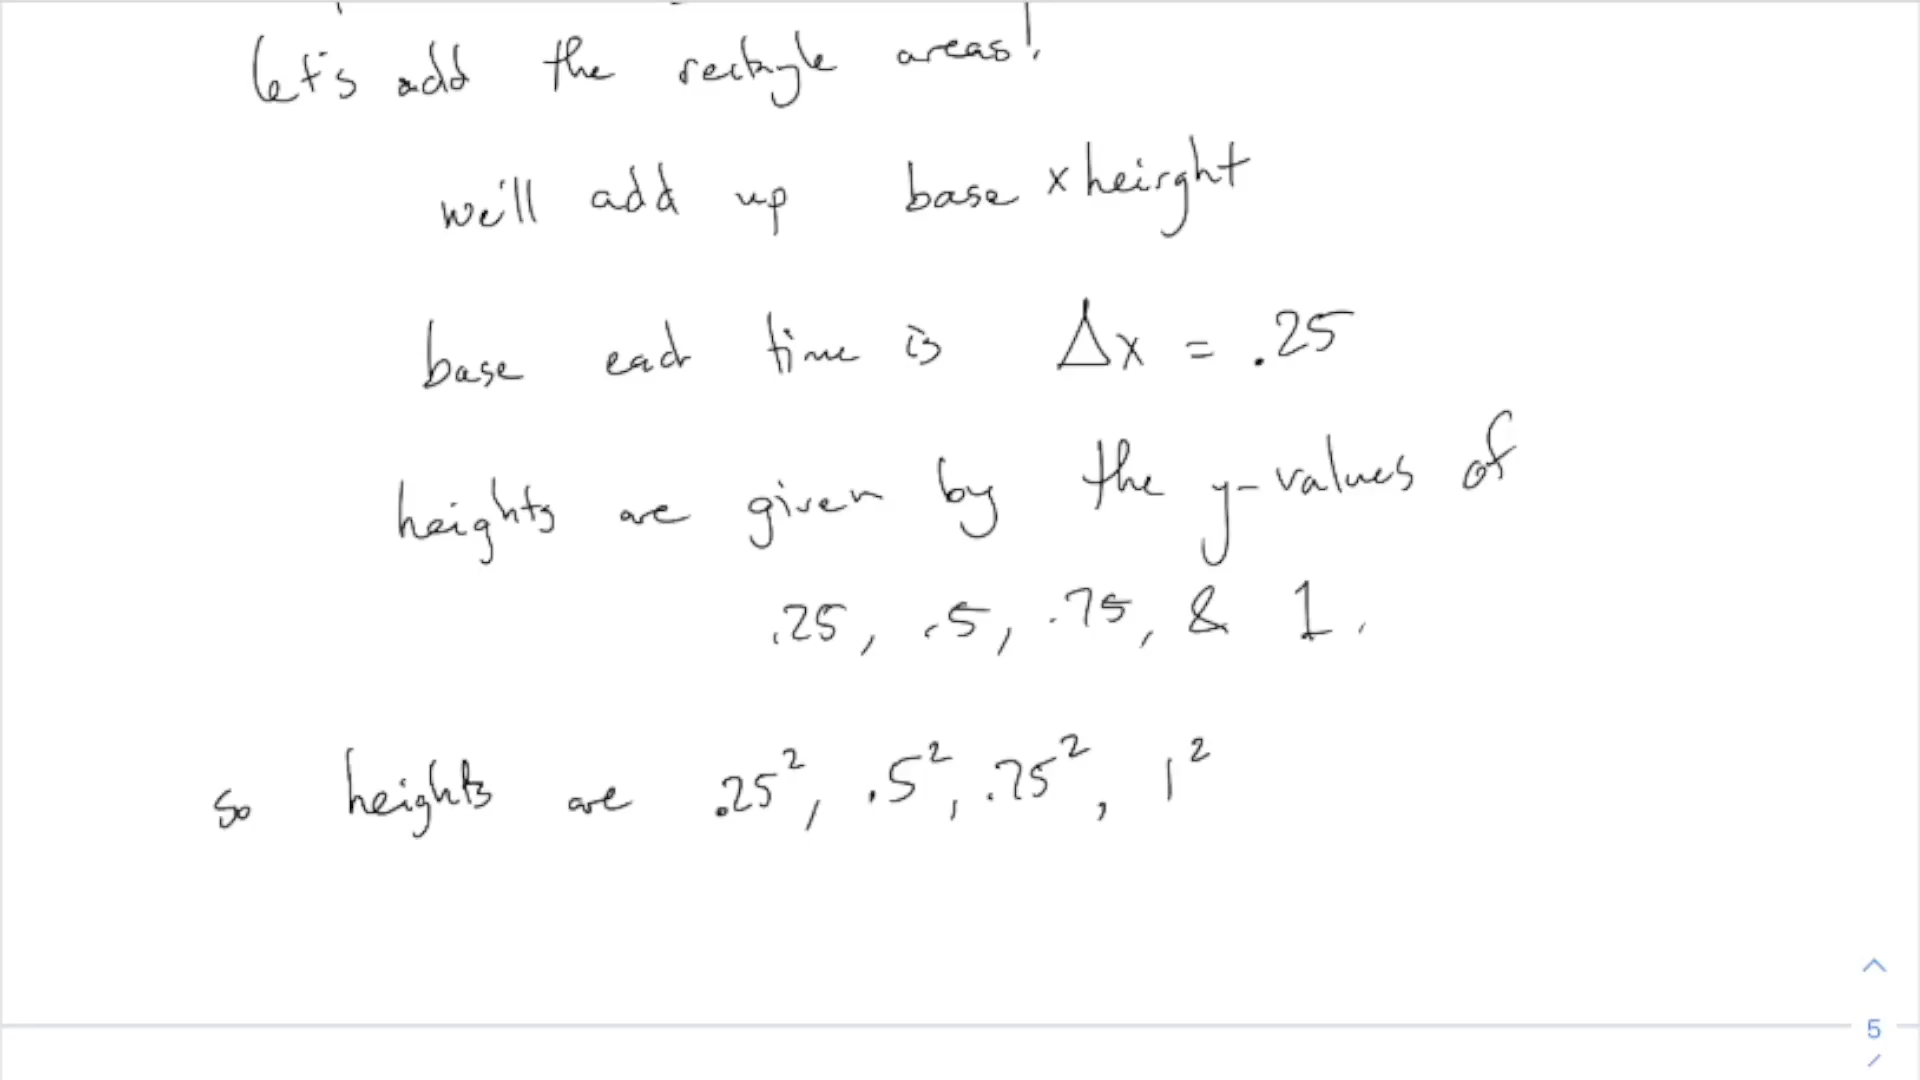 let's add the rectangle areas!
we'll add up base x heirght
base each time is Δx = .25
heights are given by the y-values of
.25, .5, .75, & 1.
so heights are .25², .5², .75², 1²
5